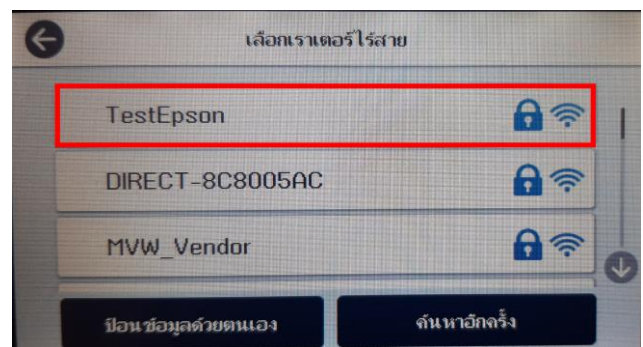 เลือกเราเตอร์ไร้สาย
TestEpson
DIRECT-8C8005AC
MVW_Vendor
ป้อนข้อมูลด้วยตนเอง
ค้นหาอีกครั้ง